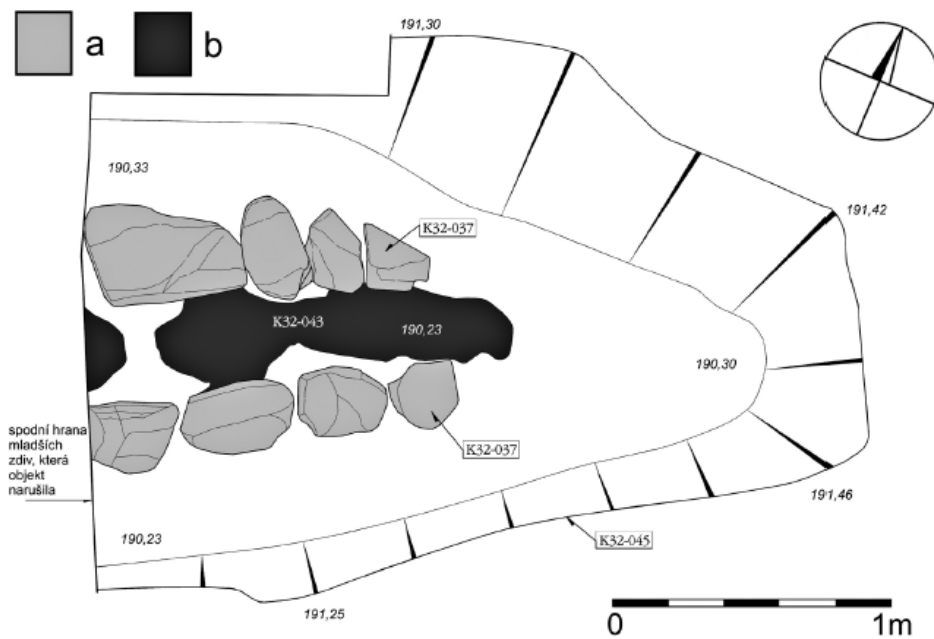 a
b
191,30
190,33
191,42
K32-037
K32-043
190,23
190,30
spodní hrana
mladších
zdiv, která
objekt
narušila
K32-037
191,46
190,23
K32-045
191,25
0
1m